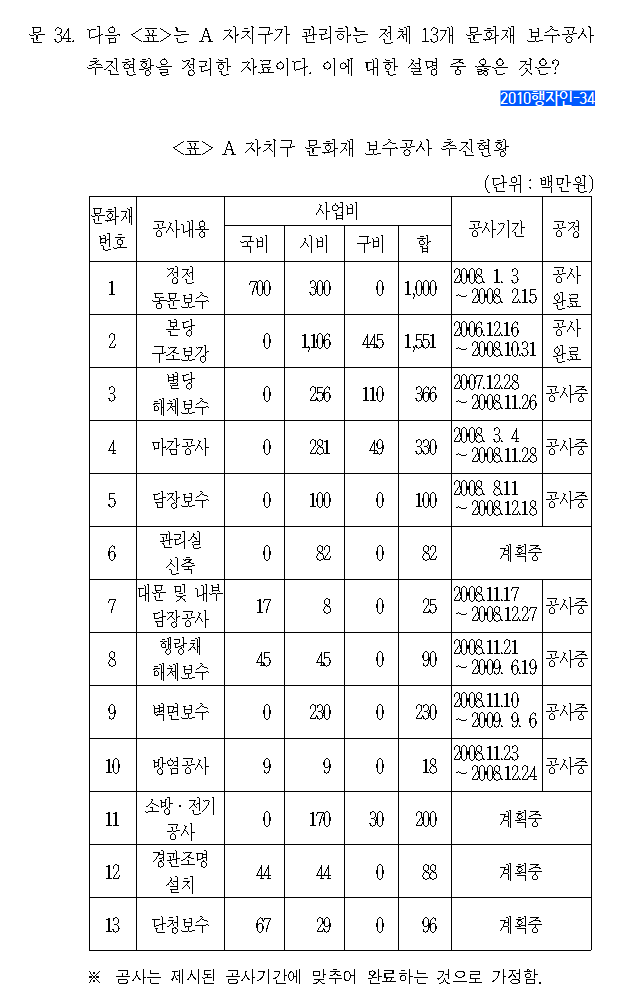 문 34. 다음 <표>는 A 자치구가 관리하는 전체 13개 문화재 보수공사
추진현황을 정리한 자료이다. 이에 대한 설명 중 옳은 것은?
2010행자인-34
<표> A 자치구 문화재 보수공사 추진현황
(단위 : 백만원)
문화재 번호 공사내용 사업비 공사기간 공정
국비 시비 구비 합
1 정전 동문보수 700 300 0 1,000 2008. 1. 3 ~ 2008. 2.15 공사 완료
2 본당 구조보강 0 1,106 445 1,551 2006.12.16 ~ 2008.10.31 공사 완료
3 별당 해체보수 0 256 110 366 2007.12.28 ~ 2008.11.26 공사중
4 마감공사 0 281 49 330 2008. 3. 4 ~ 2008.11.28 공사중
5 담장보수 0 100 0 100 2008. 8.11 ~ 2008.12.18 공사중
6 관리실 신축 0 82 0 82 계획중
7 대문 및 내부 담장공사 17 8 0 25 2008.11.17 ~ 2008.12.27 공사중
8 행랑채 해체보수 45 45 0 90 2008.11.21 ~ 2009. 6.19 공사중
9 벽면보수 0 230 0 230 2008.11.10 ~ 2009. 9. 6 공사중
10 방염공사 9 9 0 18 2008.11.23 ~ 2008.12.24 공사중
11 소방 · 전기 공사 0 170 30 200 계획중
12 경관조명 설치 44 44 0 88 계획중
13 단청보수 67 29 0 96 계획중
※ 공사는 제시된 공사기간에 맞추어 완료하는 것으로 가정함.